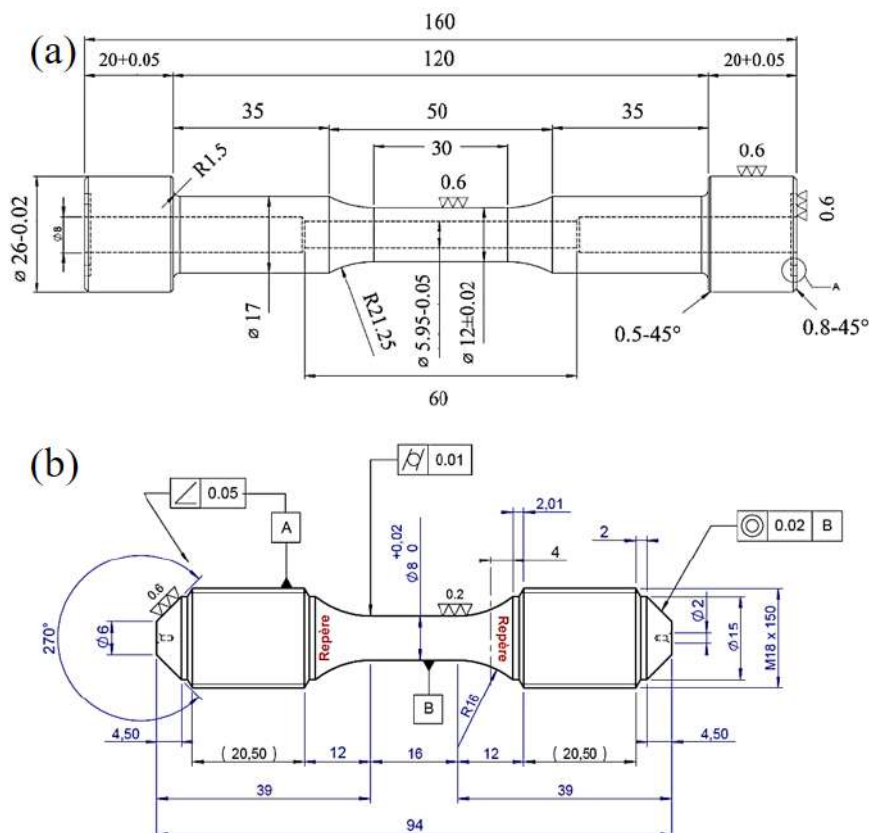 (a)
160
20+0.05
120
20+0.05
35
50
35
30
R1.5
0.6
0.6
0.6
ø 26-0.02
ø8
ø 17
R21.25
ø 5.95-0.05
ø 12±0.02
0.5-45°
0.8-45°
A
60
(b)
0.05
A
0.01
2,01
4
2
0.02 B
+0,02
Ø8 0
0.6
0.2
270°
Ø6
Repère
Repère
Ø2
Ø15
M18 x 150
B
R16
4,50
( 20,50 )
12
16
12
( 20,50 )
4,50
39
39
94